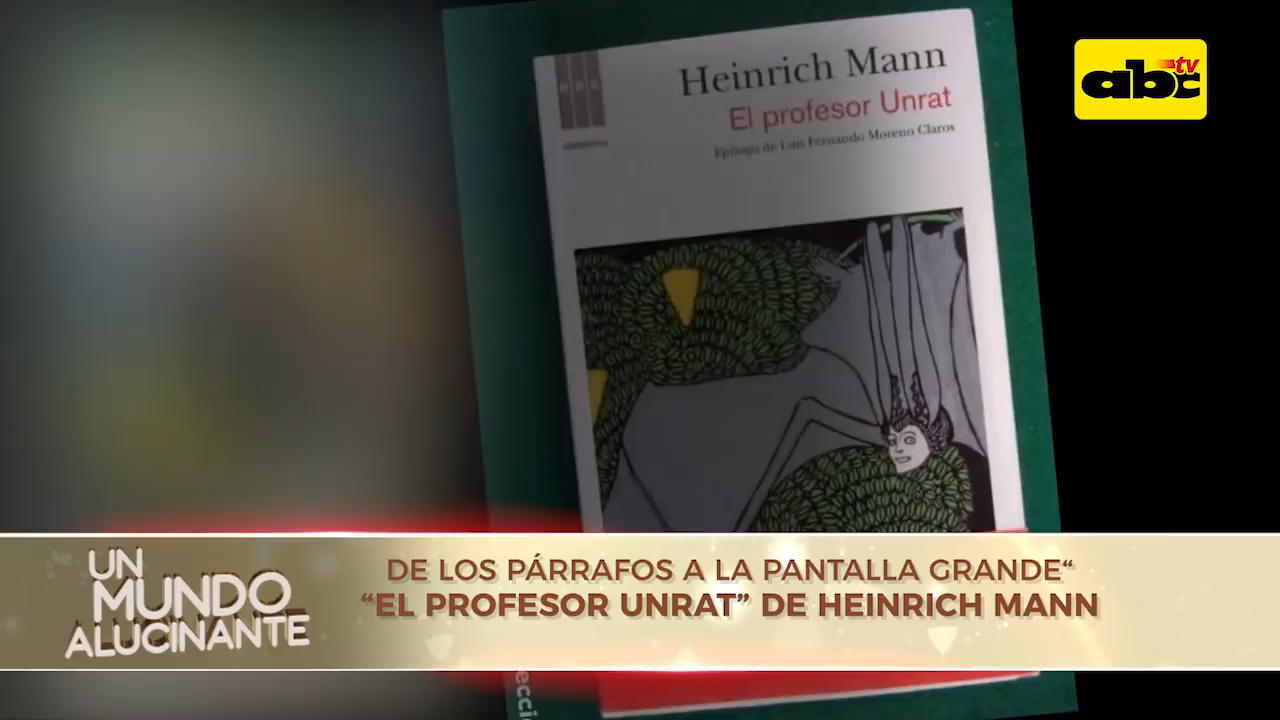 Heinrich Mann
El profesor Unrat
Epílogo de Luis Fernando Moreno Claros
abc tv
UN
MUNDO
ALUCINANTE
DE LOS PÁRRAFOS A LA PANTALLA GRANDE“
“EL PROFESOR UNRAT” DE HEINRICH MANN